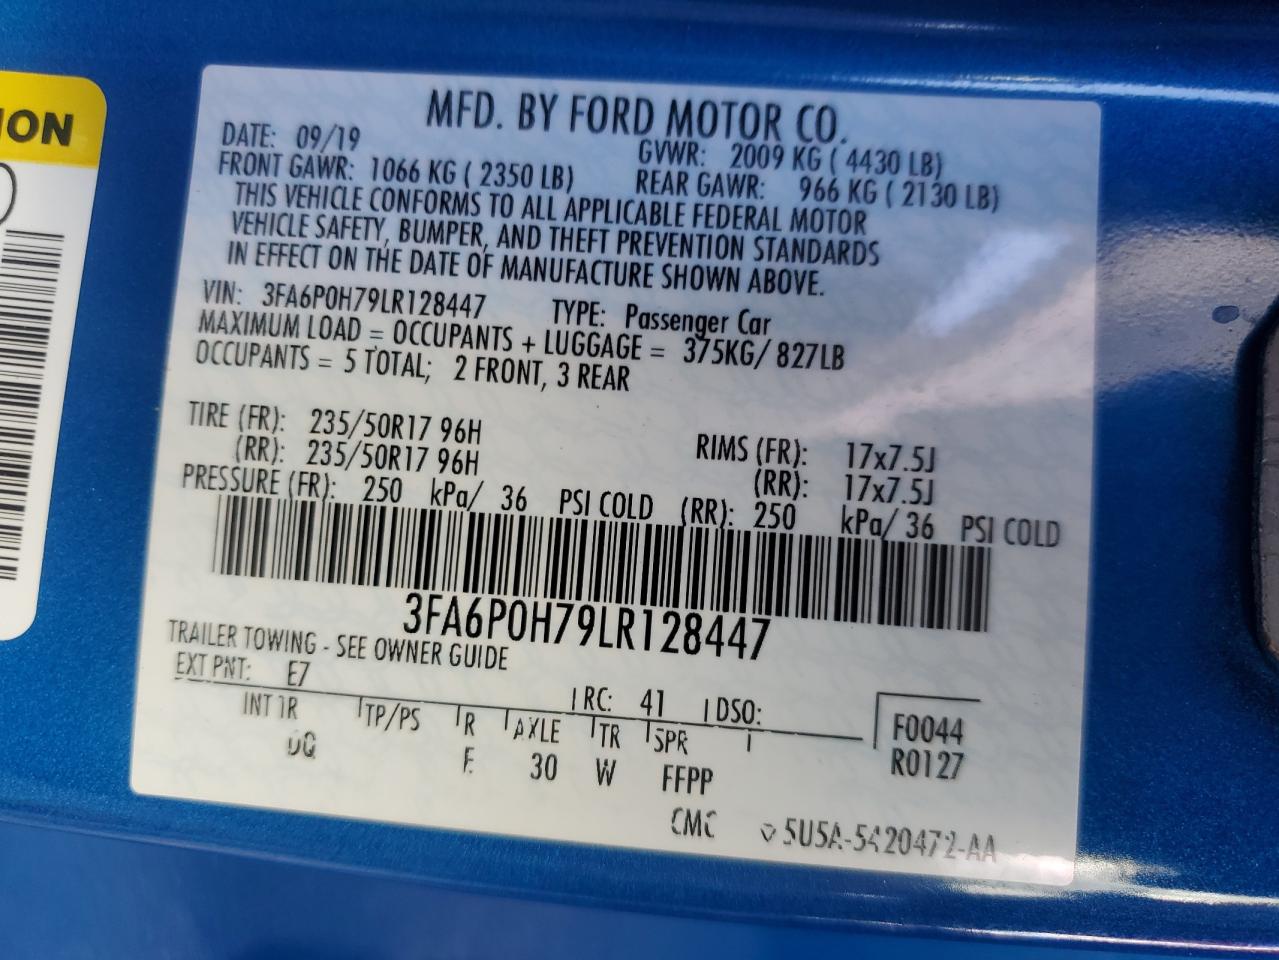 ION
MFD. BY FORD MOTOR CO.
DATE: 09/19 GVWR: 2009 KG ( 4430 LB)
FRONT GAWR: 1066 KG ( 2350 LB) REAR GAWR: 966 KG ( 2130 LB)
THIS VEHICLE CONFORMS TO ALL APPLICABLE FEDERAL MOTOR
VEHICLE SAFETY, BUMPER, AND THEFT PREVENTION STANDARDS
IN EFFECT ON THE DATE OF MANUFACTURE SHOWN ABOVE.
VIN: 3FA6P0H79LR128447 TYPE: Passenger Car
MAXIMUM LOAD = OCCUPANTS + LUGGAGE = 375KG/ 827LB
OCCUPANTS = 5 TOTAL; 2 FRONT, 3 REAR
TIRE (FR): 235/50R17 96H RIMS (FR): 17x7.5J
(RR): 235/50R17 96H (RR): 17x7.5J
PRESSURE (FR): 250 kPa/ 36 PSI COLD (RR): 250 kPa/ 36 PSI COLD
3FA6P0H79LR128447
TRAILER TOWING - SEE OWNER GUIDE
EXT PNT: E7 RC: 41 DSO:
INT TR TP/PS R AXLE TR SPR F0044
DQ 30 W FFPP R0127
CMC 5U5A-5420472-AA